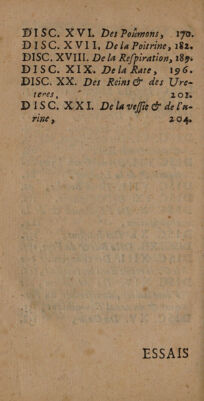 DISC. XVI. Des Poûmons, 170.
DISC. XVII. De la Poitrine, 182.
DISC. XVIII. De la Reſpiration, 189.
DISC. XIX. De la Rate, 196.
DISC. XX. Des Reins & des Ure-
teres, 201.
DISC. XXI. De la veſſie & de l'u-
rine, 204.
ESSAIS